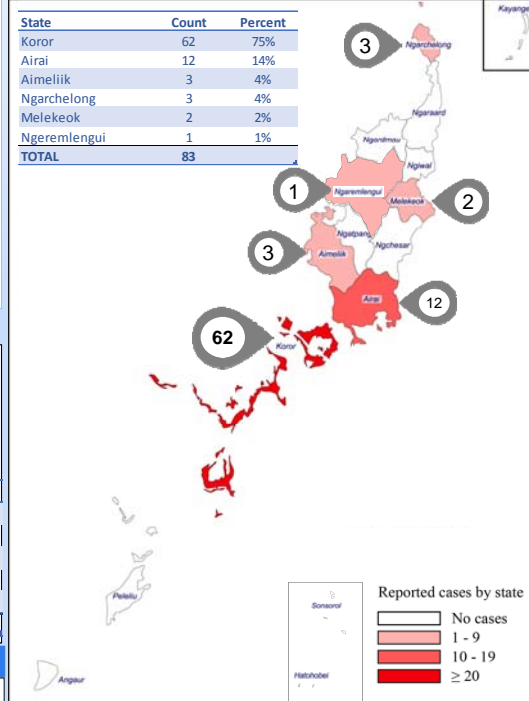 State Count Percent
Koror 62 75%
Airai 12 14%
Aimeliik 3 4%
Ngarchelong 3 4%
Melekeok 2 2%
Ngeremlengui 1 1%
TOTAL 83
Kayange
3
Ngarchelong
Ngaraard
Ngardmau
Ngiwal
1
Ngaremlengui
Melekeok
2
Ngatpang
Ngchesar
3
Aimeliik
Airai
12
62
Koror
Peleliu
Angaur
Sonsorol
Hatohobei
Reported cases by state
No cases
1 - 9
10 - 19
≥ 20